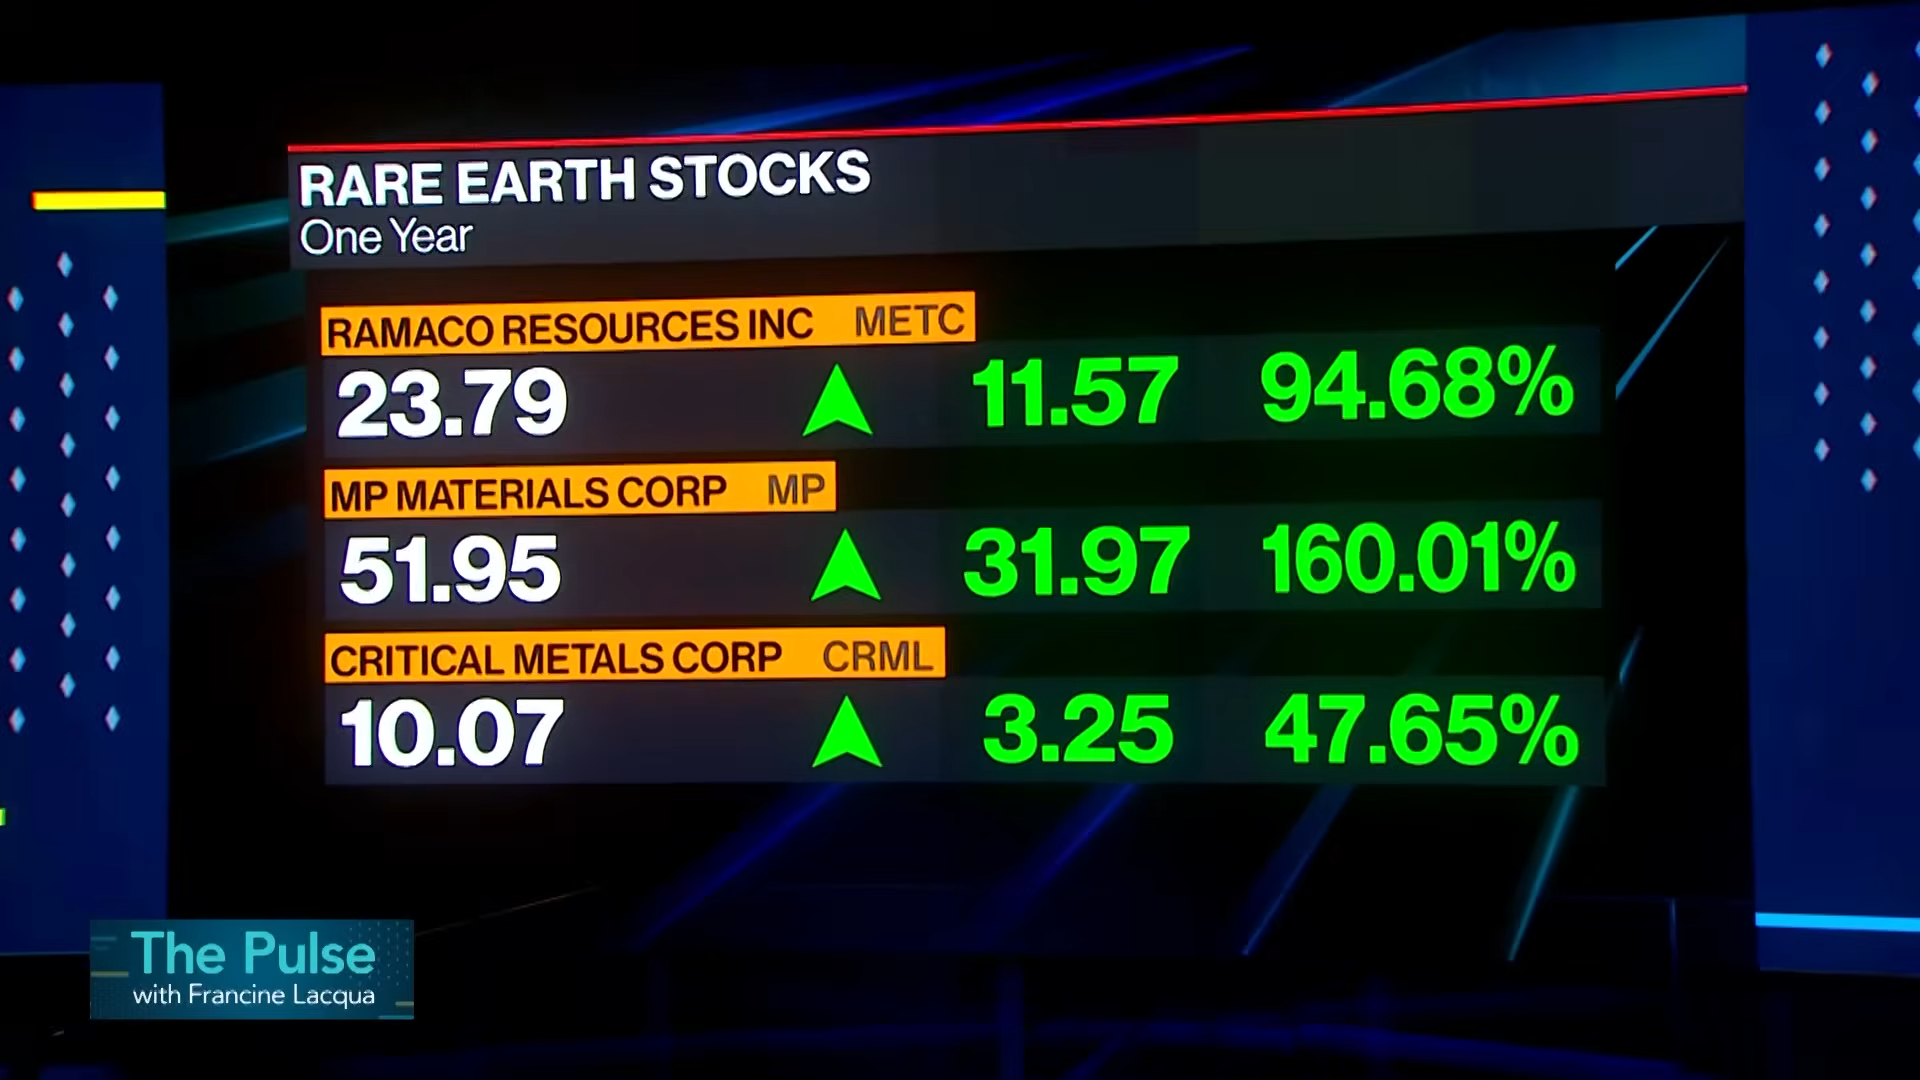 RARE EARTH STOCKS
One Year
RAMACO RESOURCES INC METC
23.79 11.57 94.68%
MP MATERIALS CORP MP
51.95 31.97 160.01%
CRITICAL METALS CORP CRML
10.07 3.25 47.65%
The Pulse
with Francine Lacqua